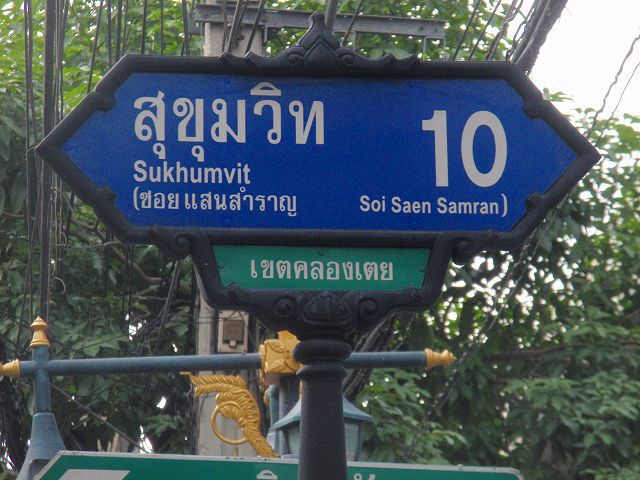 สุขุมวิท 10
Sukhumvit
(ซอย แสนสำราญ Soi Saen Samran)
เขตคลองเตย